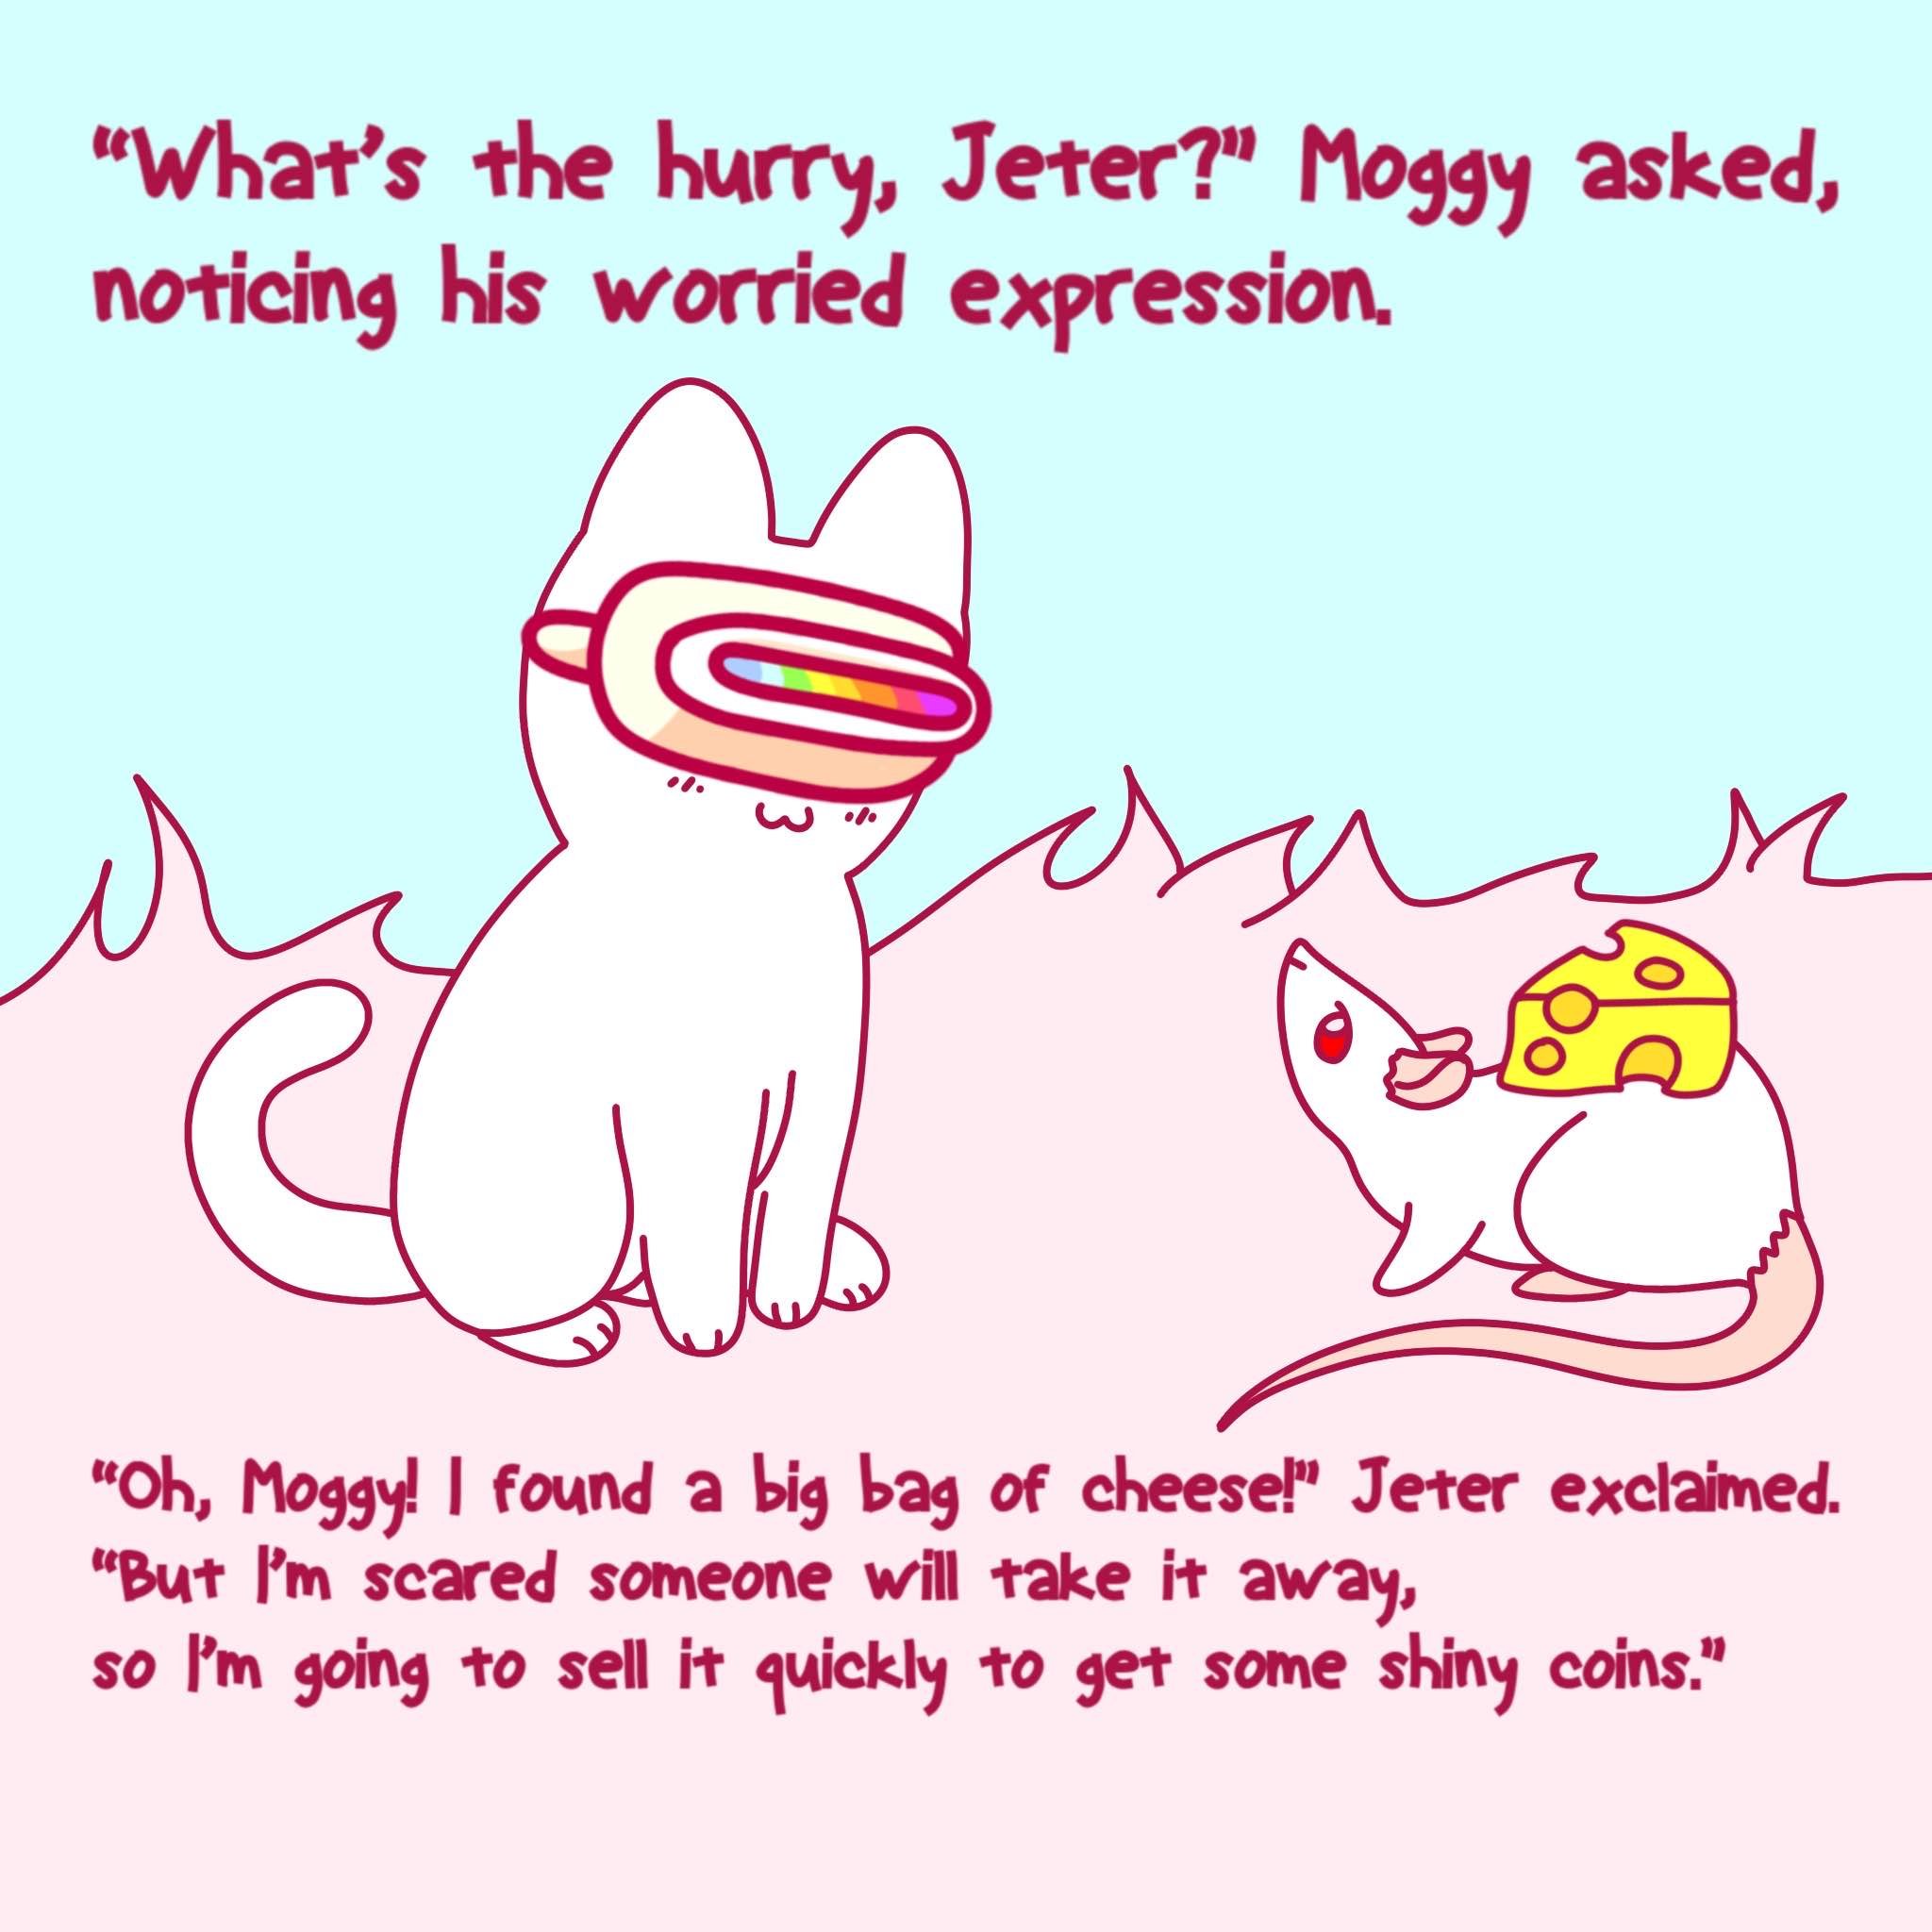 “What’s the hurry, Jeter?” Moggy asked,
noticing his worried expression.
“Oh, Moggy! I found a big bag of cheese!” Jeter exclaimed.
“But I’m scared someone will take it away,
so I’m going to sell it quickly to get some shiny coins.”